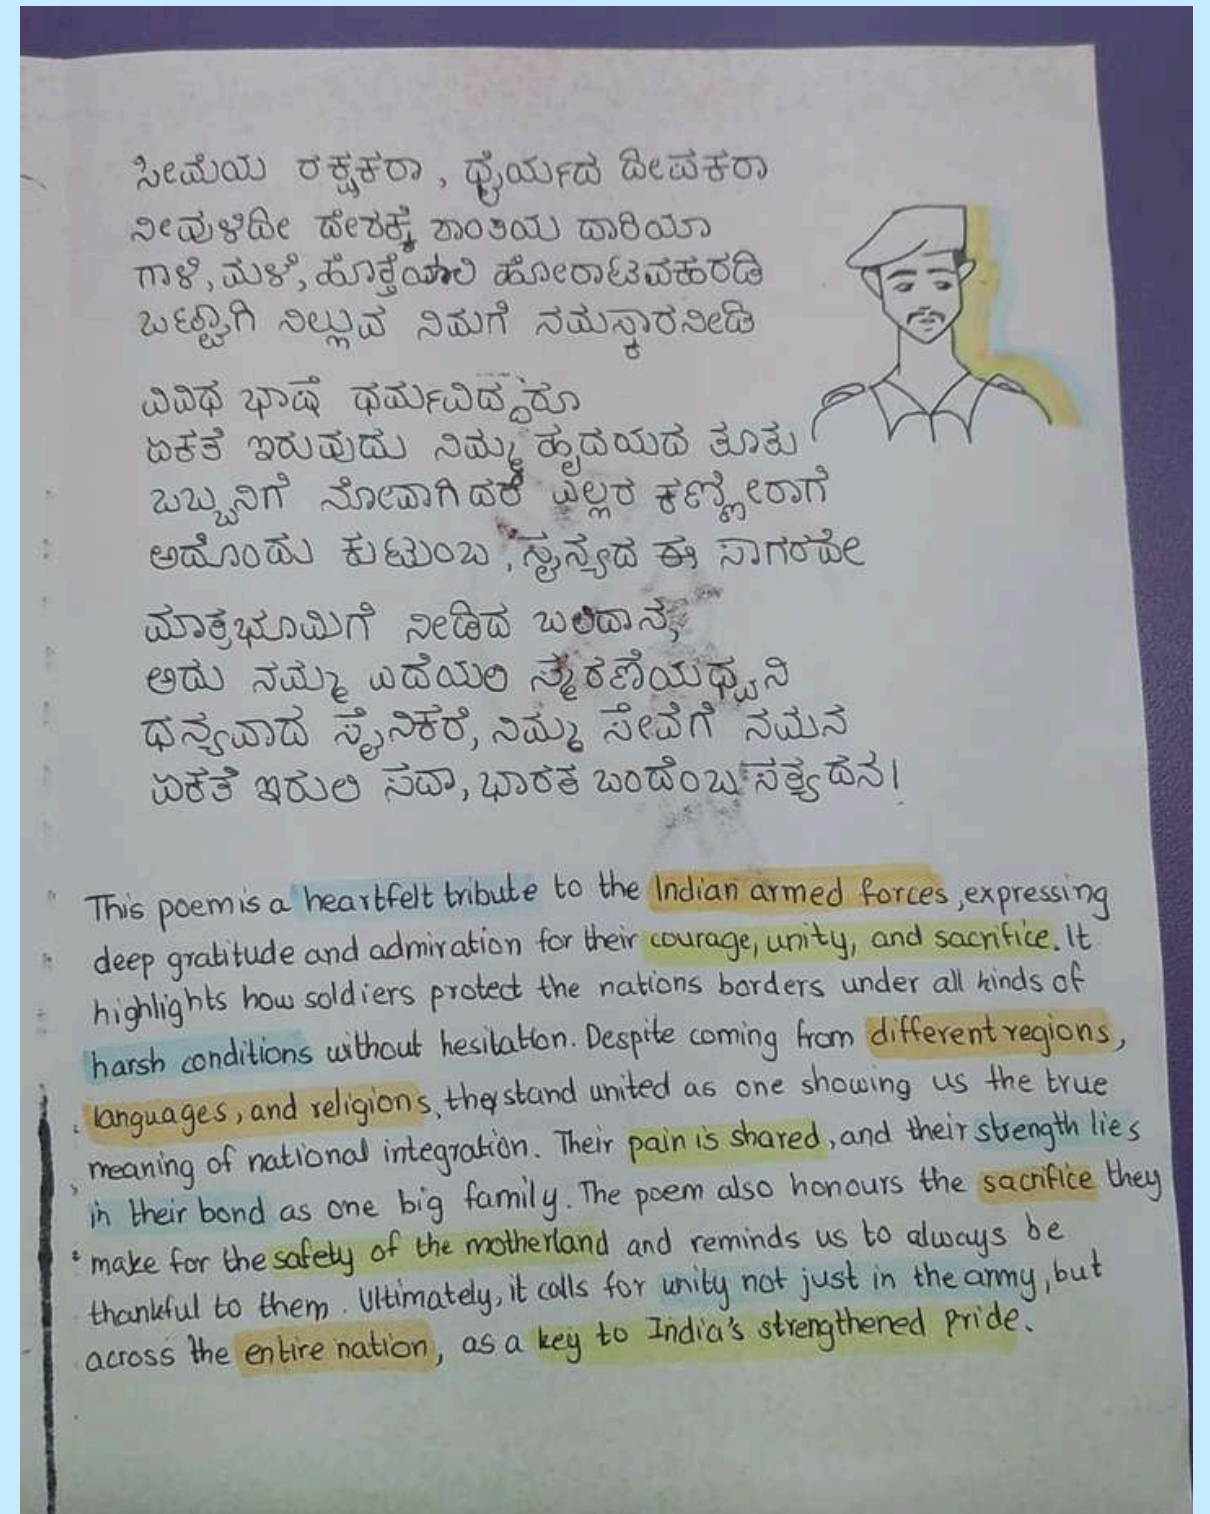 ಸೀಮೆಯ ರಕ್ಷಕರಾ, ಧೈರ್ಯದ ದೀಪಕರಾ
ನೀವುಳಿದೀ ದೇಶಕ್ಕೆ ಶಾಂತಿಯ ದಾರಿಯಾ
ಗಾಳಿ, ಮಳೆ, ಹೊತ್ತೆಯಾಲಿ ಹೋರಾಟವಹರಡಿ
ಒಟ್ಟಾಗಿ ನಿಲ್ಲುವ ನಿಮಗೆ ನಮಸ್ಕಾರನೀಡಿ
ವಿವಿಧ ಭಾಷೆ ಧರ್ಮವಿದ್ದರೂ
ಏಕತೆ ಇರುವುದು ನಿಮ್ಮ ಹೃದಯದ ತೂತು
ಒಬ್ಬನಿಗೆ ನೋವಾಗಿದರೆ ಎಲ್ಲರ ಕಣ್ಣೀರಾಗೆ
ಅದೊಂದು ಕುಟುಂಬ, ಸೈನ್ಯದ ಈ ಸಾಗರವೇ
ಮಾತ್ರಭೂಮಿಗೆ ನೀಡಿದ ಬಲಿದಾನ,
ಅದು ನಮ್ಮ ಎದೆಯಲಿ ಸ್ಮರಣೆಯಧ್ವನಿ
ಧನ್ಯವಾದ ಸೈನಿಕರೆ, ನಿಮ್ಮ ಸೇವೆಗೆ ನಮನ
ಏಕತೆ ಇರುಲಿ ಸದಾ, ಭಾರತ ಬಂದೆಂಬ ಸತ್ಯದನ!
This poem is a heartfelt tribute to the Indian armed forces, expressing
deep gratitude and admiration for their courage, unity, and sacrifice. It
highlights how soldiers protect the nations borders under all kinds of
harsh conditions without hesitation. Despite coming from different regions,
languages, and religions, they stand united as one showing us the true
meaning of national integration. Their pain is shared, and their strength lies
in their bond as one big family. The poem also honours the sacrifice they
make for the safety of the motherland and reminds us to always be
thankful to them. Ultimately, it calls for unity not just in the army, but
across the entire nation, as a key to India's strengthened pride.